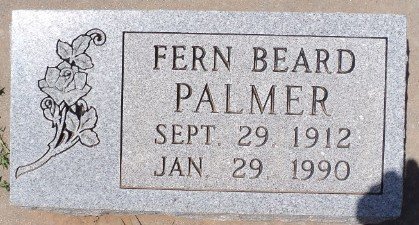 FERN BEARD
PALMER
SEPT. 29, 1912
JAN. 29, 1990